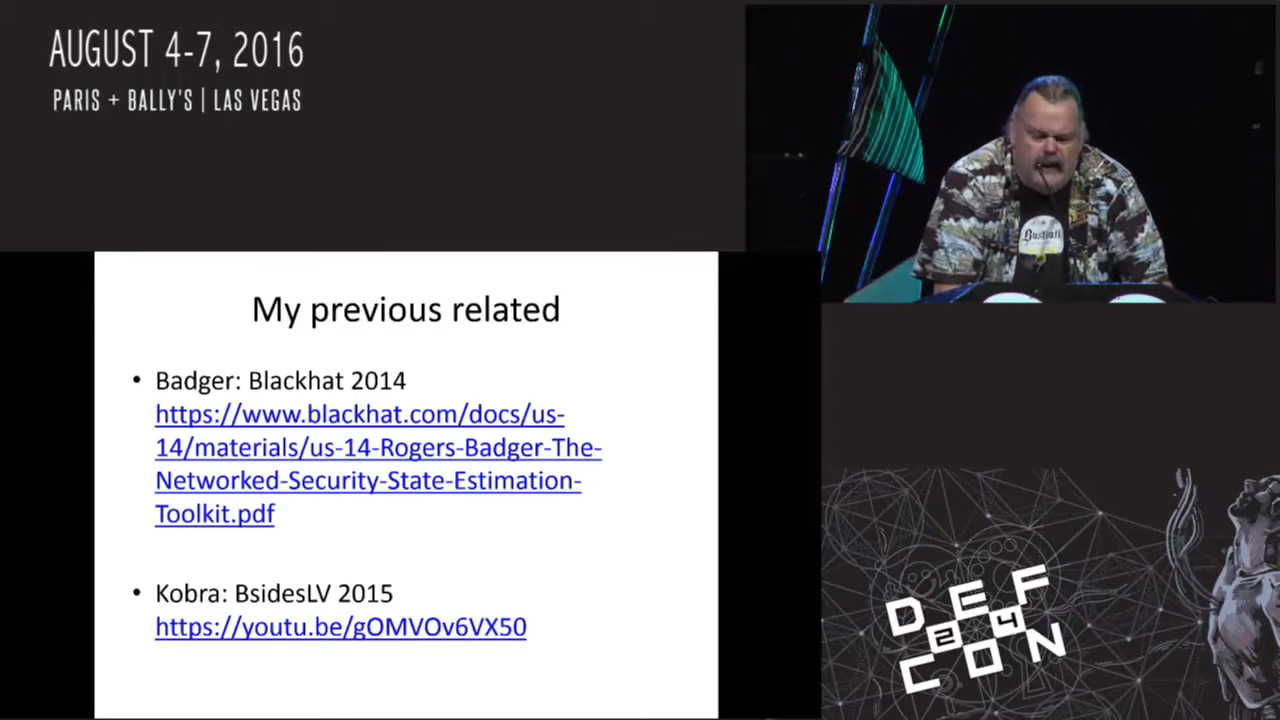 AUGUST 4-7, 2016
PARIS + BALLY'S | LAS VEGAS
My previous related
• Badger: Blackhat 2014
https://www.blackhat.com/docs/us-
14/materials/us-14-Rogers-Badger-The-
Networked-Security-State-Estimation-
Toolkit.pdf
• Kobra: BsidesLV 2015
https://youtu.be/gOMVOv6VX50
DEF
24
CON